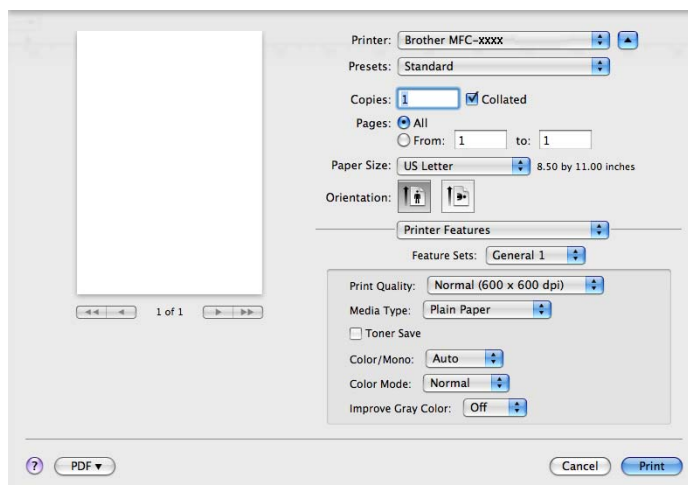 Printer: Brother MFC-xxxx
Presets: Standard
Copies: 1 Collated
Pages: All
From: 1 to: 1
Paper Size: US Letter 8.50 by 11.00 inches
Orientation:
Printer Features
Feature Sets: General 1
Print Quality: Normal (600 x 600 dpi)
Media Type: Plain Paper
Toner Save
Color/Mono: Auto
Color Mode: Normal
Improve Gray Color: Off
1 of 1
? PDF ▼ Cancel Print